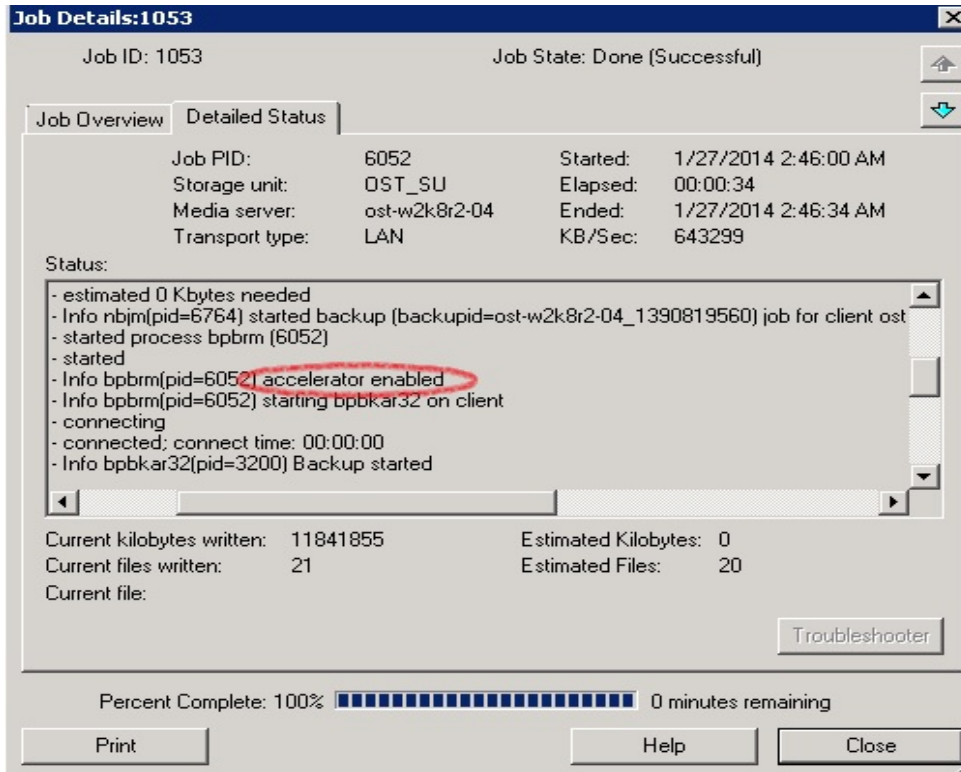 Job Details:1053
Job ID: 1053 Job State: Done (Successful)
Job Overview Detailed Status
Job PID: 6052 Started: 1/27/2014 2:46:00 AM
Storage unit: OST_SU Elapsed: 00:00:34
Media server: ost-w2k8r2-04 Ended: 1/27/2014 2:46:34 AM
Transport type: LAN KB/Sec: 643299
Status:
- estimated 0 Kbytes needed
- Info nbjm(pid=6764) started backup (backupid=ost-w2k8r2-04_1390819560) job for client ost
- started process bpbrm (6052)
- started
- Info bpbrm(pid=6052) accelerator enabled
- Info bpbrm(pid=6052) starting bpbkar32 on client
- connecting
- connected; connect time: 00:00:00
- Info bpbkar32(pid=3200) Backup started
Current kilobytes written: 11841855 Estimated Kilobytes: 0
Current files written: 21 Estimated Files: 20
Current file:
Troubleshooter
Percent Complete: 100% 0 minutes remaining
Print Help Close